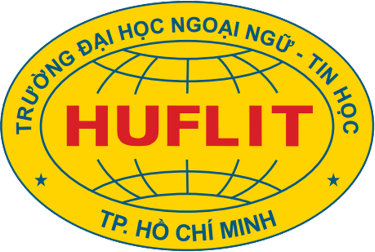 TRƯỜNG ĐẠI HỌC NGOẠI NGỮ - TIN HỌC
HUFLIT
TP. HỒ CHÍ MINH